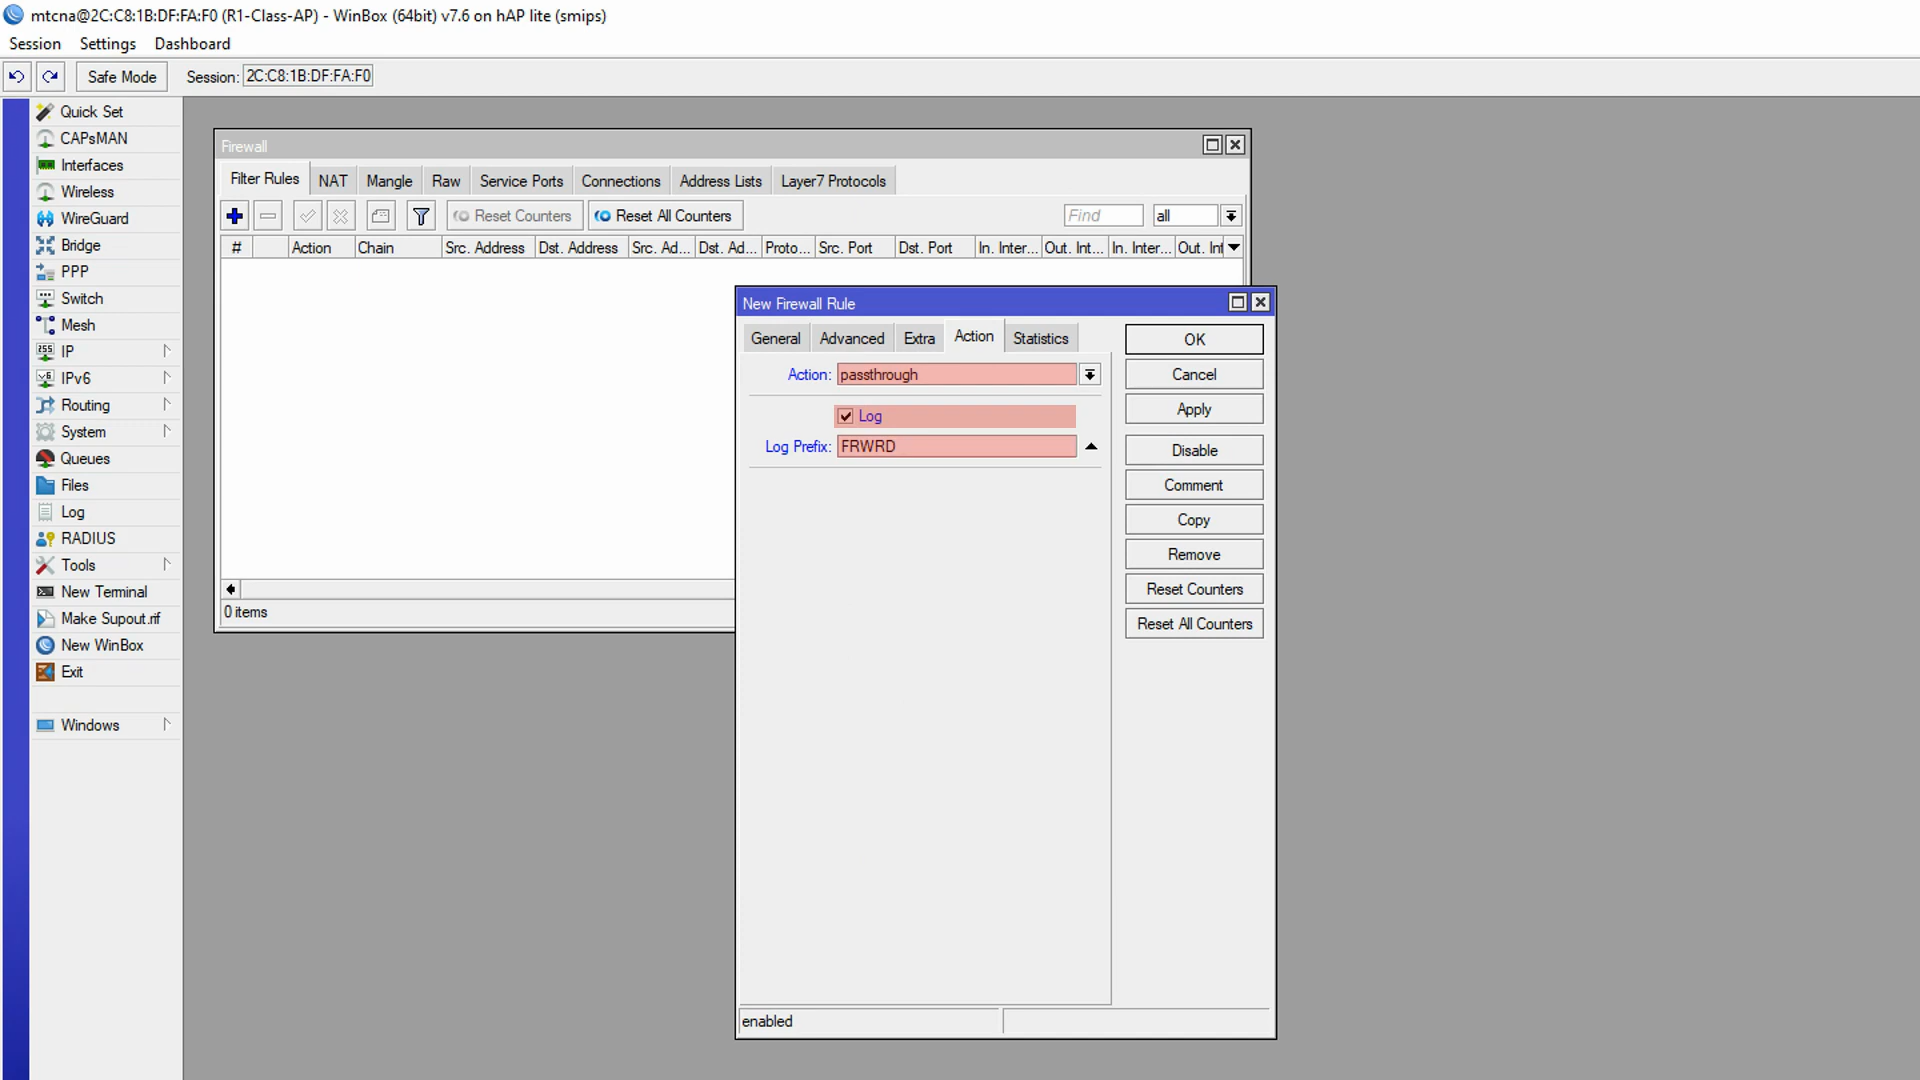 mtcna@2C:C8:1B:DF:FA:F0 (R1-Class-AP) - WinBox (64bit) v7.6 on hAP lite (smips)
Session Settings Dashboard
Safe Mode Session: 2C:C8:1B:DF:FA:F0
Quick Set
CAPsMAN
Interfaces
Wireless
WireGuard
Bridge
PPP
Switch
Mesh
IP
IPv6
Routing
System
Queues
Files
Log
RADIUS
Tools
New Terminal
Make Supout.rif
New WinBox
Exit
Windows
Firewall
Filter Rules NAT Mangle Raw Service Ports Connections Address Lists Layer7 Protocols
Reset Counters Reset All Counters Find all
# Action Chain Src. Address Dst. Address Src. Ad... Dst. Ad... Proto... Src. Port Dst. Port In. Inter... Out. Int... In. Inter... Out. Int
0 items
New Firewall Rule
General Advanced Extra Action Statistics
Action: passthrough
Log
Log Prefix: FRWRD
OK
Cancel
Apply
Disable
Comment
Copy
Remove
Reset Counters
Reset All Counters
enabled